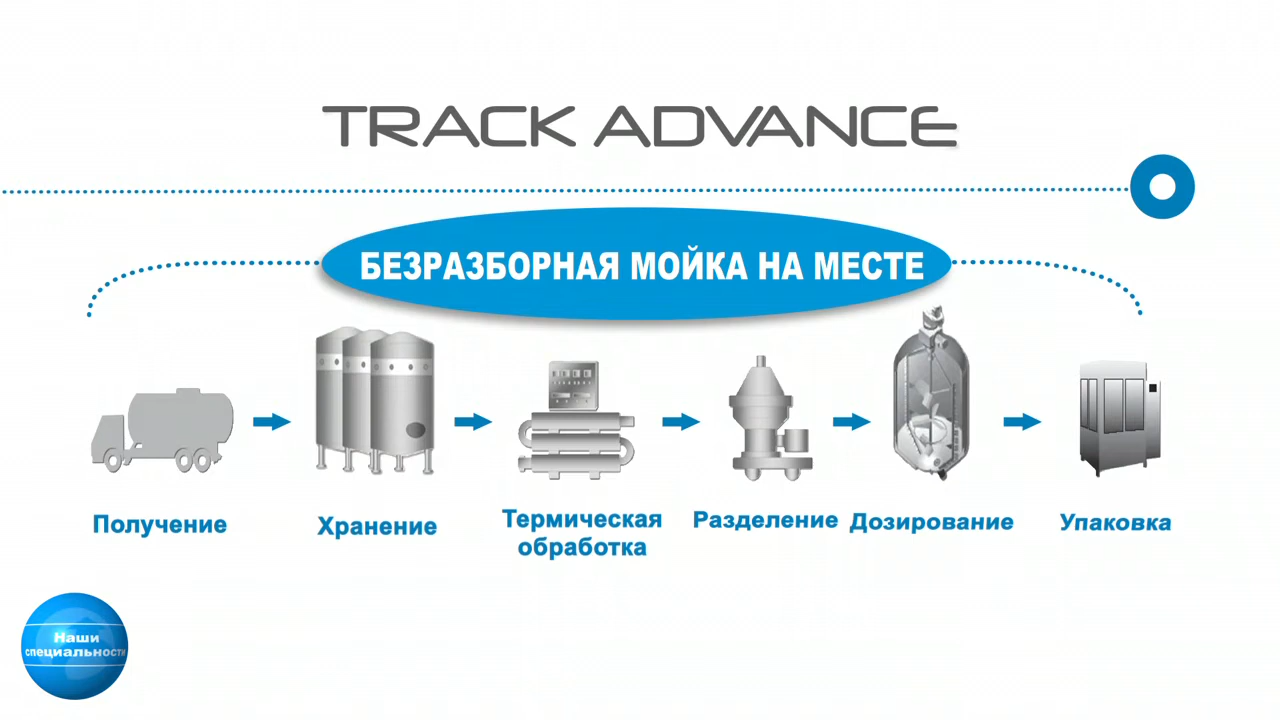 TRACK ADVANCE
БЕЗРАЗБОРНАЯ МОЙКА НА МЕСТЕ
Получение
Хранение
Термическая
обработка
Разделение
Дозирование
Упаковка
Наши
специальности